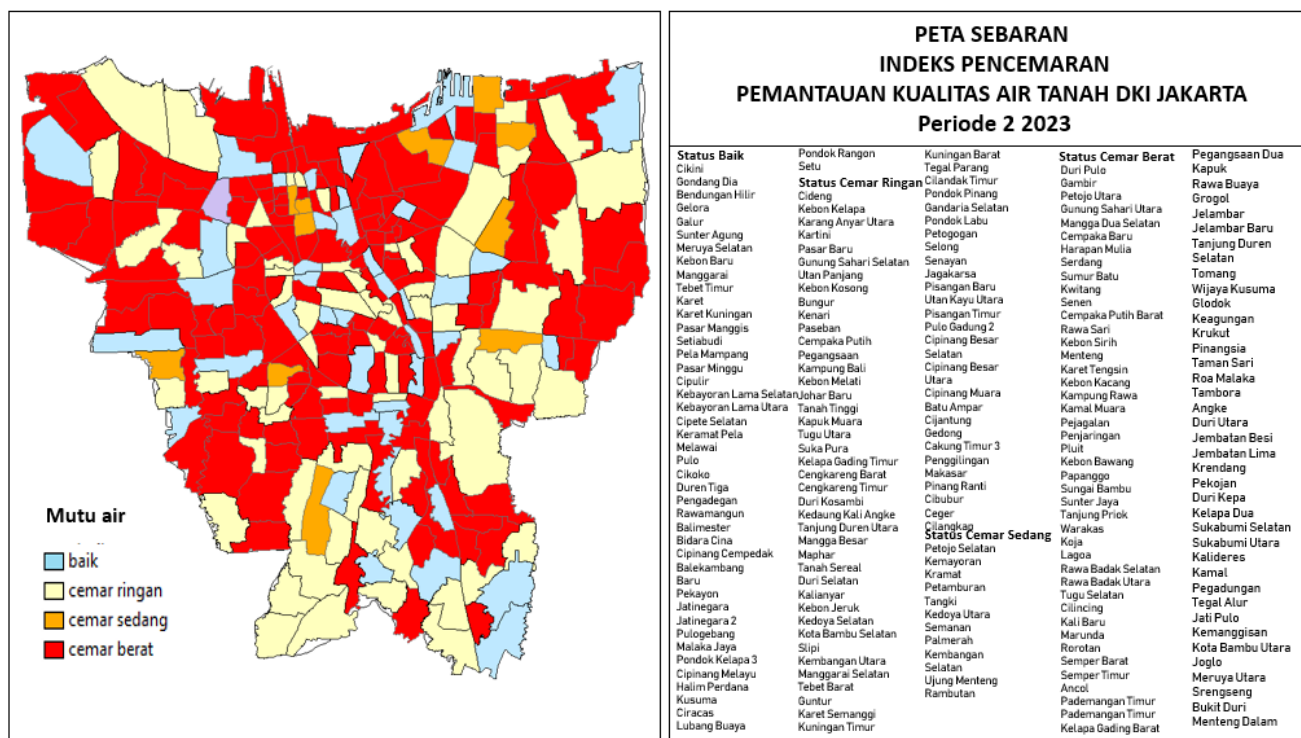 Mutu air
baik
cemar ringan
cemar sedang
cemar berat
PETA SEBARAN
INDEKS PENCEMARAN
PEMANTAUAN KUALITAS AIR TANAH DKI JAKARTA
Periode 2 2023
Status Baik
Cikini
Gondang Dia
Bendungan Hilir
Gelora
Galur
Sunter Agung
Meruya Selatan
Kebon Baru
Manggarai
Tebet Timur
Karet
Karet Kuningan
Pasar Manggis
Setiabudi
Pela Mampang
Pasar Minggu
Cipulir
Kebayoran Lama Selatan
Kebayoran Lama Utara
Cipete Selatan
Keramat Pela
Melawai
Pulo
Cikoko
Duren Tiga
Pengadegan
Rawamangun
Balimester
Bidara Cina
Cipinang Cempedak
Balekambang
Baru
Pekayon
Jatinegara
Jatinegara 2
Pulogebang
Malaka Jaya
Pondok Kelapa 3
Cipinang Melayu
Halim Perdana
Kusuma
Ciracas
Lubang Buaya
Pondok Rangon
Setu
Status Cemar Ringan
Cideng
Kebon Kelapa
Karang Anyar Utara
Kartini
Pasar Baru
Gunung Sahari Selatan
Utan Panjang
Kebon Kosong
Bungur
Kenari
Paseban
Cempaka Putih
Pegangsaan
Kampung Bali
Kebon Melati
Johar Baru
Tanah Tinggi
Kapuk Muara
Tugu Utara
Suka Pura
Kelapa Gading Timur
Cengkareng Barat
Cengkareng Timur
Duri Kosambi
Kedaung Kali Angke
Tanjung Duren Utara
Mangga Besar
Maphar
Tanah Sereal
Duri Selatan
Kalianyar
Kebon Jeruk
Kedoya Selatan
Kota Bambu Selatan
Slipi
Kembangan Utara
Manggarai Selatan
Tebet Barat
Guntur
Karet Semanggi
Kuningan Timur
Kuningan Barat
Tegal Parang
Cilandak Timur
Pondok Pinang
Gandaria Selatan
Pondok Labu
Petogogan
Selong
Senayan
Jagakarsa
Pisangan Baru
Utan Kayu Utara
Pisangan Timur
Pulo Gadung 2
Cipinang Besar
Selatan
Cipinang Besar
Utara
Cipinang Muara
Batu Ampar
Cijantung
Gedong
Cakung Timur 3
Penggilingan
Makasar
Pinang Ranti
Cibubur
Ceger
Cilangkap
Status Cemar Sedang
Petojo Selatan
Kemayoran
Kramat
Petamburan
Tangki
Kedoya Utara
Semanan
Palmerah
Kembangan
Selatan
Ujung Menteng
Rambutan
Status Cemar Berat
Duri Pulo
Gambir
Petojo Utara
Gunung Sahari Utara
Mangga Dua Selatan
Cempaka Baru
Harapan Mulia
Serdang
Sumur Batu
Kwitang
Senen
Cempaka Putih Barat
Rawa Sari
Kebon Sirih
Menteng
Karet Tengsin
Kebon Kacang
Kampung Rawa
Kamal Muara
Pejagalan
Penjaringan
Pluit
Kebon Bawang
Papanggo
Sungai Bambu
Sunter Jaya
Tanjung Priok
Warakas
Koja
Lagoa
Rawa Badak Selatan
Rawa Badak Utara
Tugu Selatan
Cilincing
Kali Baru
Marunda
Rorotan
Semper Barat
Semper Timur
Ancol
Pademangan Timur
Pademangan Timur
Kelapa Gading Barat
Pegangsaan Dua
Kapuk
Rawa Buaya
Grogol
Jelambar
Jelambar Baru
Tanjung Duren
Selatan
Tomang
Wijaya Kusuma
Glodok
Keagungan
Krukut
Pinangsia
Taman Sari
Roa Malaka
Tambora
Angke
Duri Utara
Jembatan Besi
Jembatan Lima
Krendang
Pekojan
Duri Kepa
Kelapa Dua
Sukabumi Selatan
Sukabumi Utara
Kalideres
Kamal
Pegadungan
Tegal Alur
Jati Pulo
Kemanggisan
Kota Bambu Utara
Joglo
Meruya Utara
Srengseng
Bukit Duri
Menteng Dalam